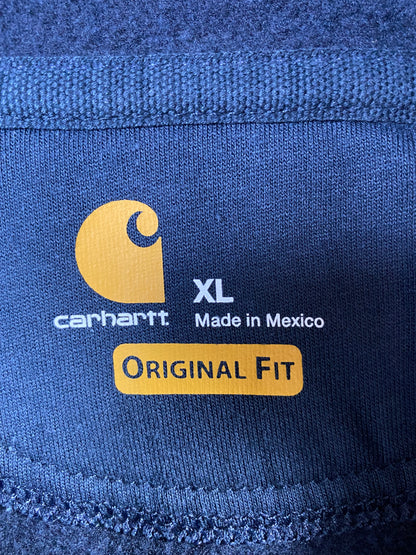 XL
carhartt
Made in Mexico
ORIGINAL FIT